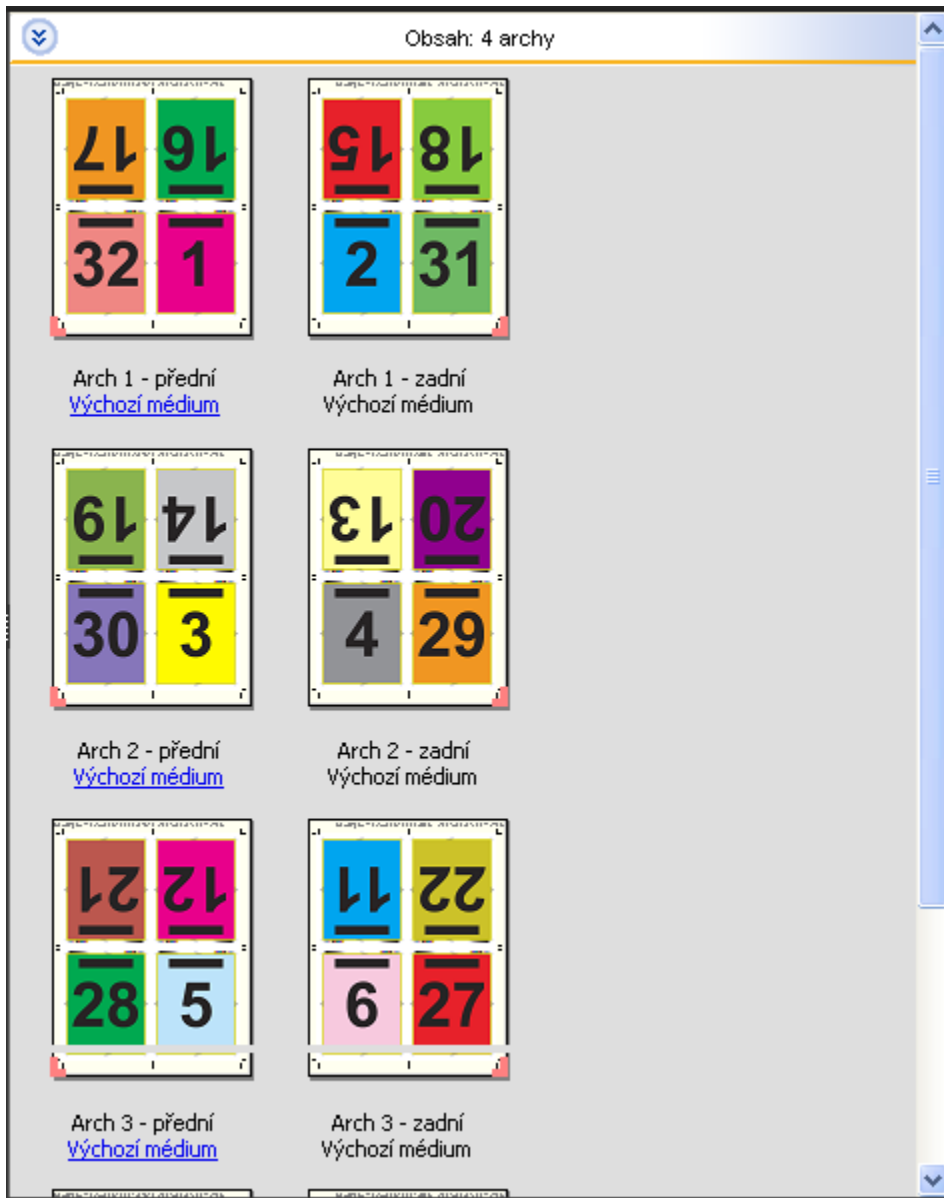 Obsah: 4 archy
17 16
32 1
15 18
2 31
Arch 1 - přední
Výchozí médium
Arch 1 - zadní
Výchozí médium
19 14
30 3
13 20
4 29
Arch 2 - přední
Výchozí médium
Arch 2 - zadní
Výchozí médium
21 12
28 5
11 22
6 27
Arch 3 - přední
Výchozí médium
Arch 3 - zadní
Výchozí médium